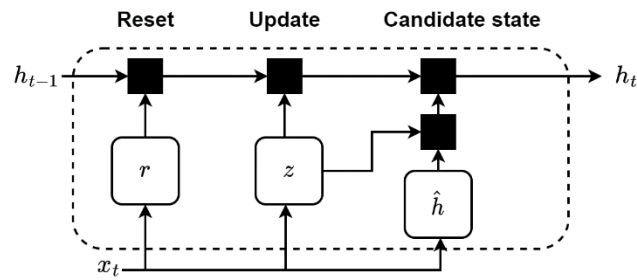 Reset Update Candidate state
h_{t-1} h_t
r z ĥ
x_t